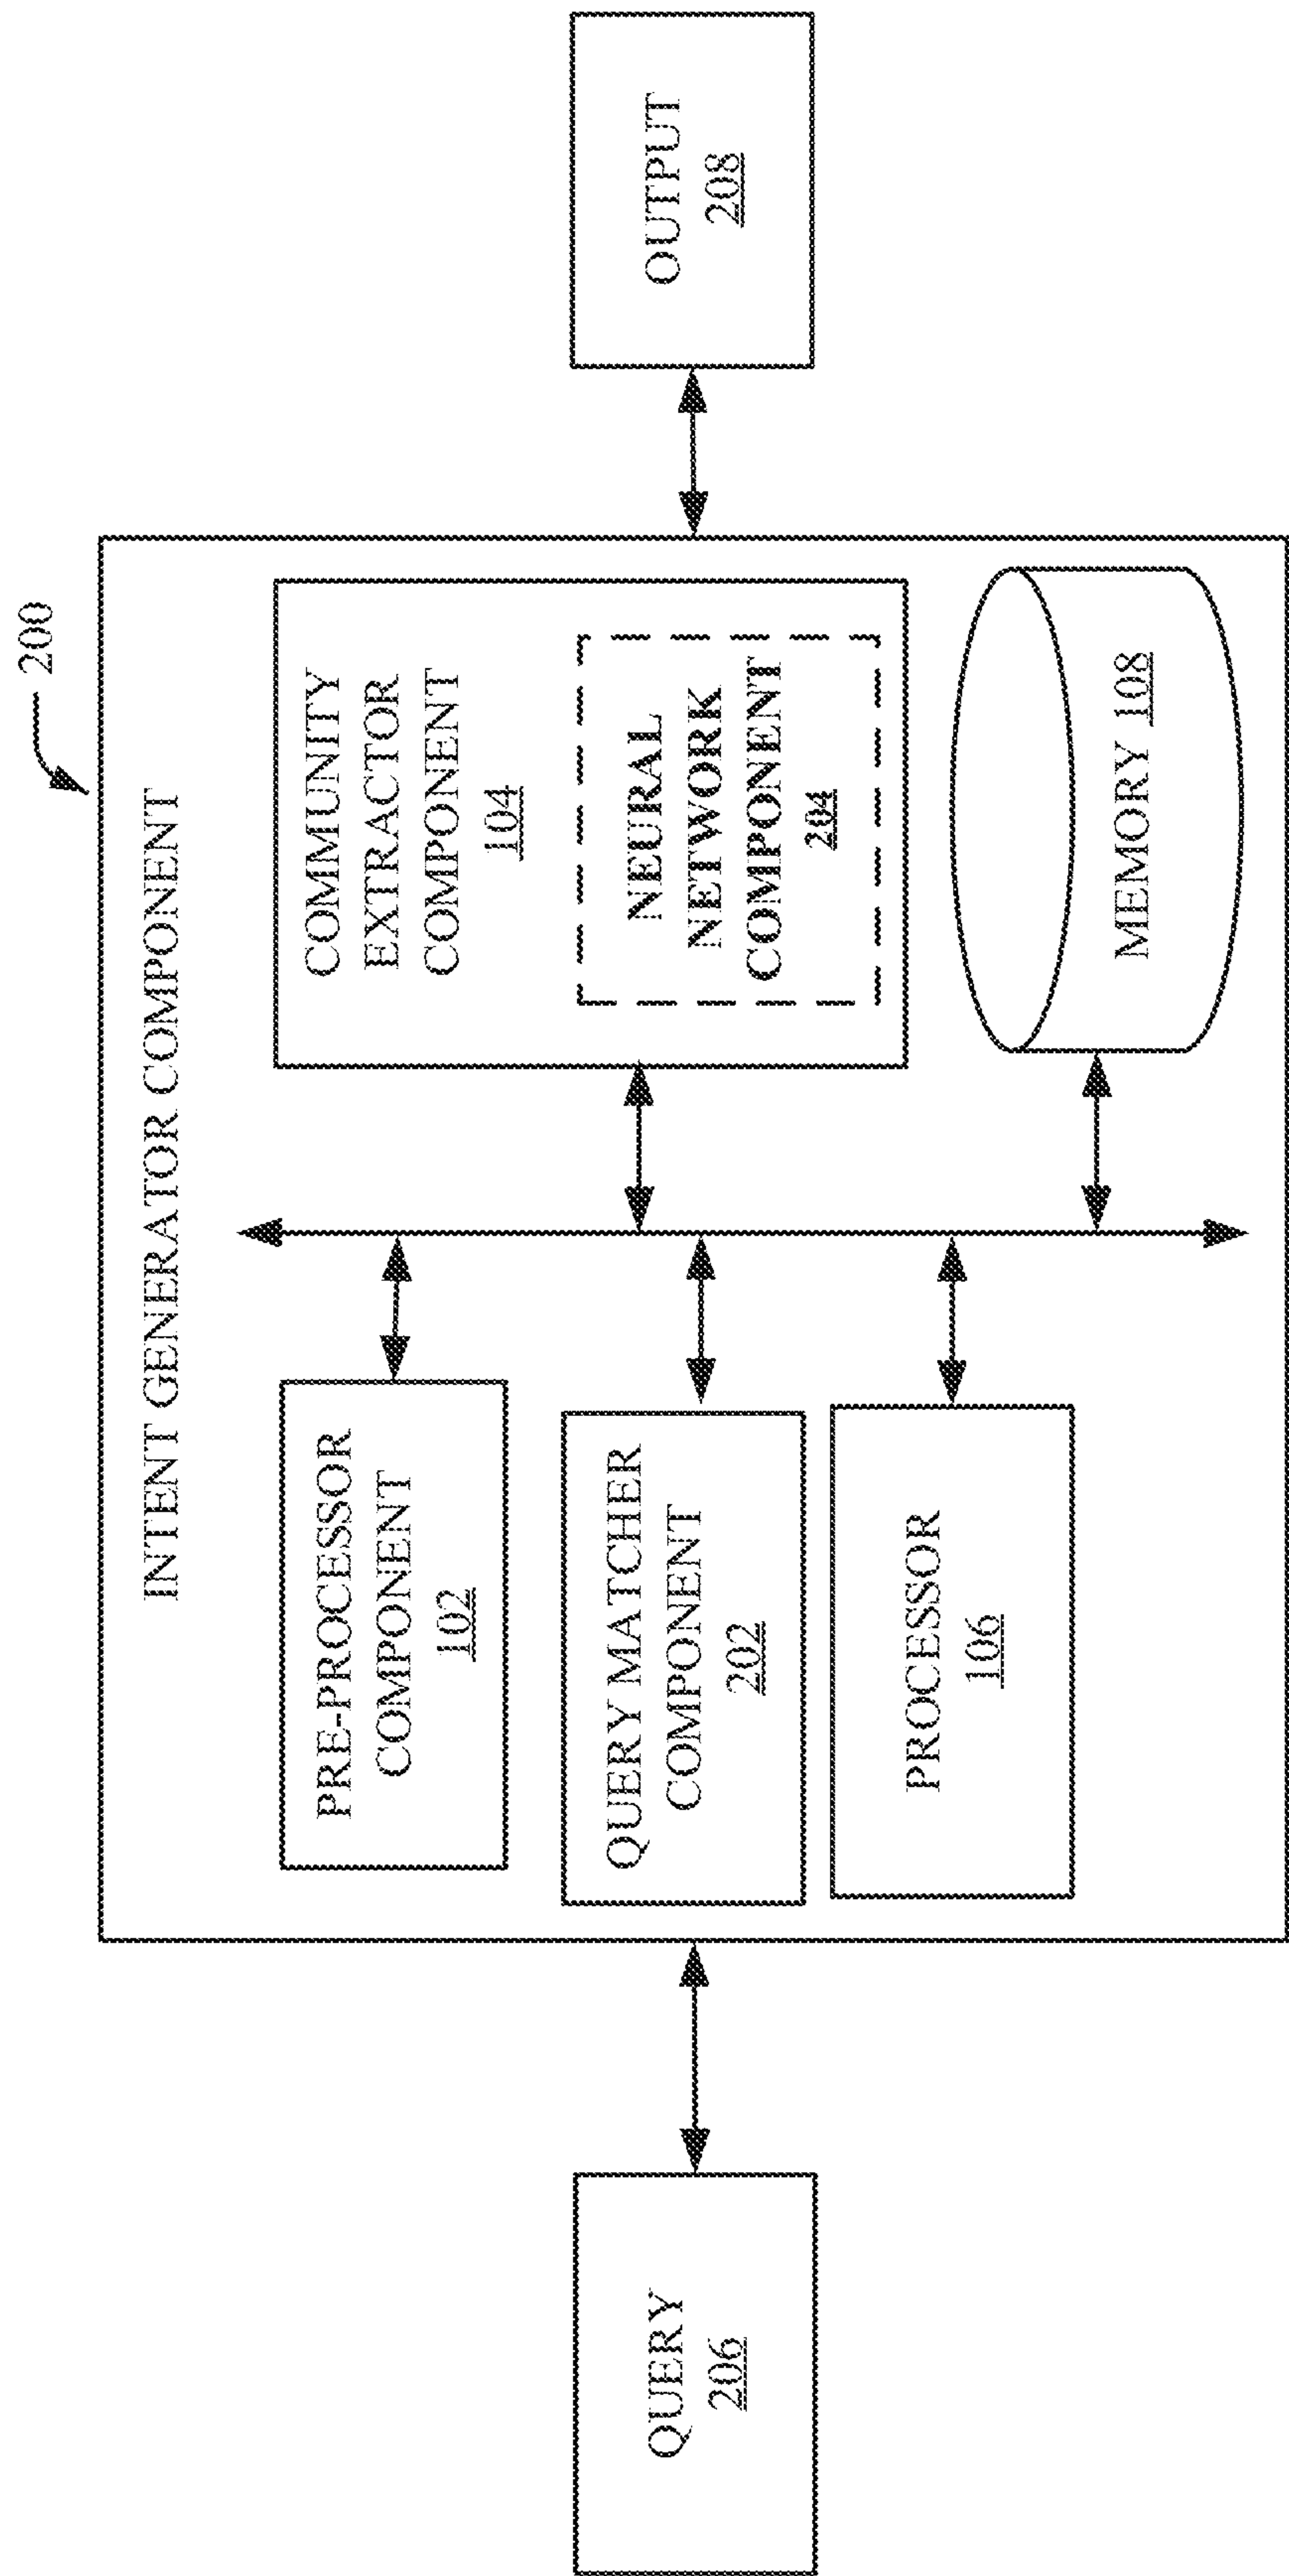 200
INTENT GENERATOR COMPONENT
PRE-PROCESSOR
COMPONENT
102
COMMUNITY
EXTRACTOR
COMPONENT
104
NEURAL
NETWORK
COMPONENT
204
QUERY
206
QUERY MATCHER
COMPONENT
202
OUTPUT
208
PROCESSOR
106
MEMORY 108